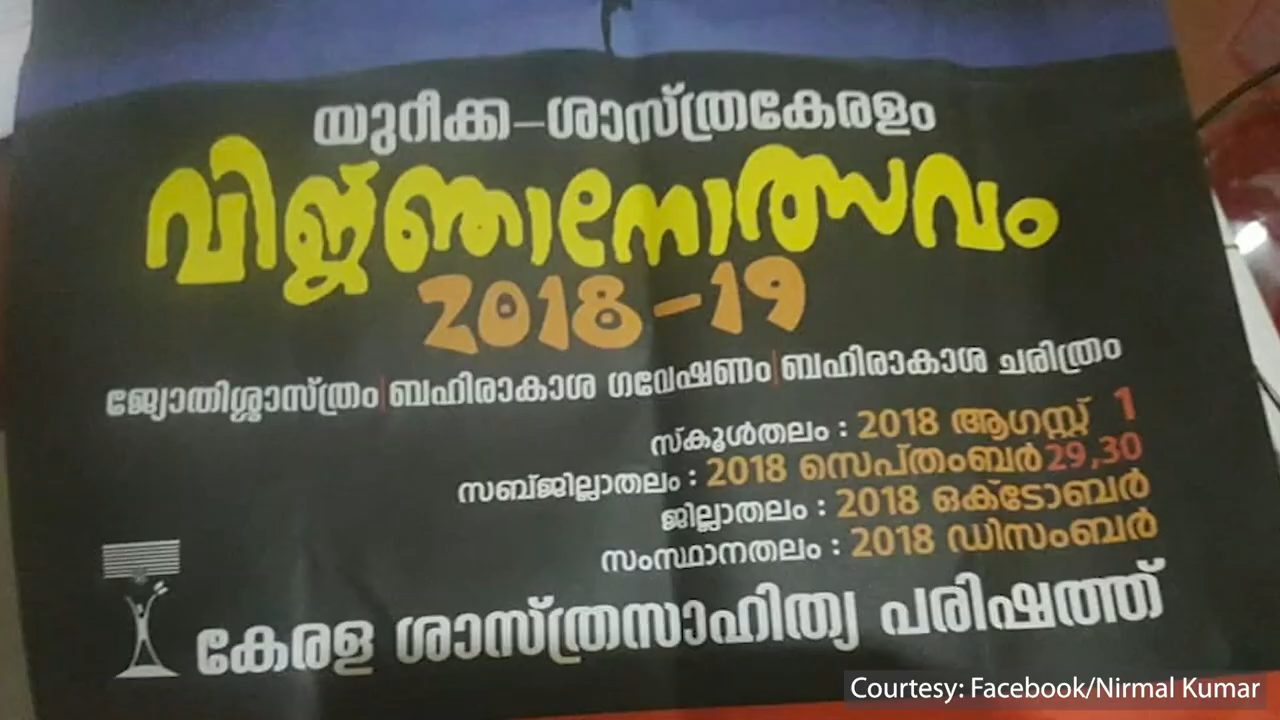 യുറീക്ക-ശാസ്ത്രകേരളം
വിജ്ഞാനോത്സവം
2018-19
ജ്യോതിശ്ശാസ്ത്രം|ബഹിരാകാശ ഗവേഷണം|ബഹിരാകാശ ചരിത്രം
സ്കൂൾതലം : 2018 ആഗസ്റ്റ് 1
സബ്ജില്ലാതലം : 2018 സെപ്തംബർ 29,30
ജില്ലാതലം : 2018 ഒക്ടോബർ
സംസ്ഥാനതലം : 2018 ഡിസംബർ
കേരള ശാസ്ത്രസാഹിത്യ പരിഷത്ത്
Courtesy: Facebook/Nirmal Kumar